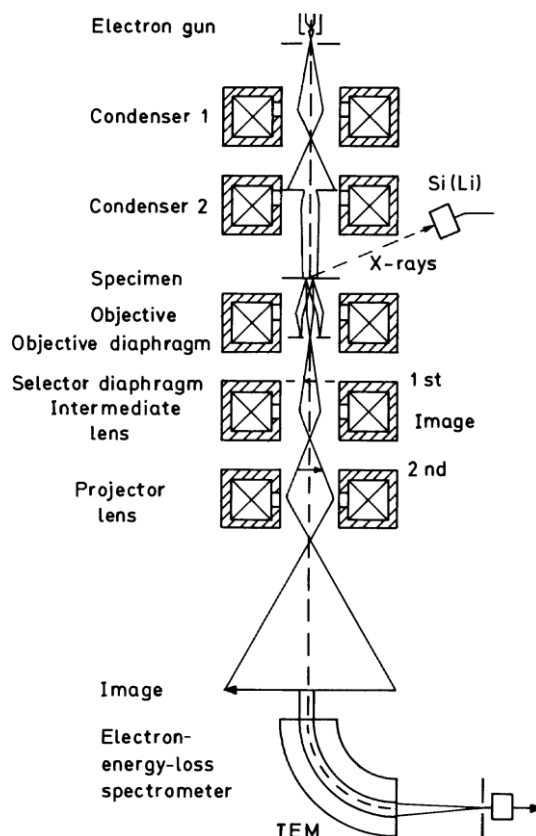 Electron gun
Condenser 1
Si(Li)
Condenser 2
X-rays
Specimen
Objective
Objective diaphragm
Selector diaphragm 1 st
Intermediate Image
lens
2 nd
Projector
lens
Image
Electron-
energy-loss
spectrometer
TEM